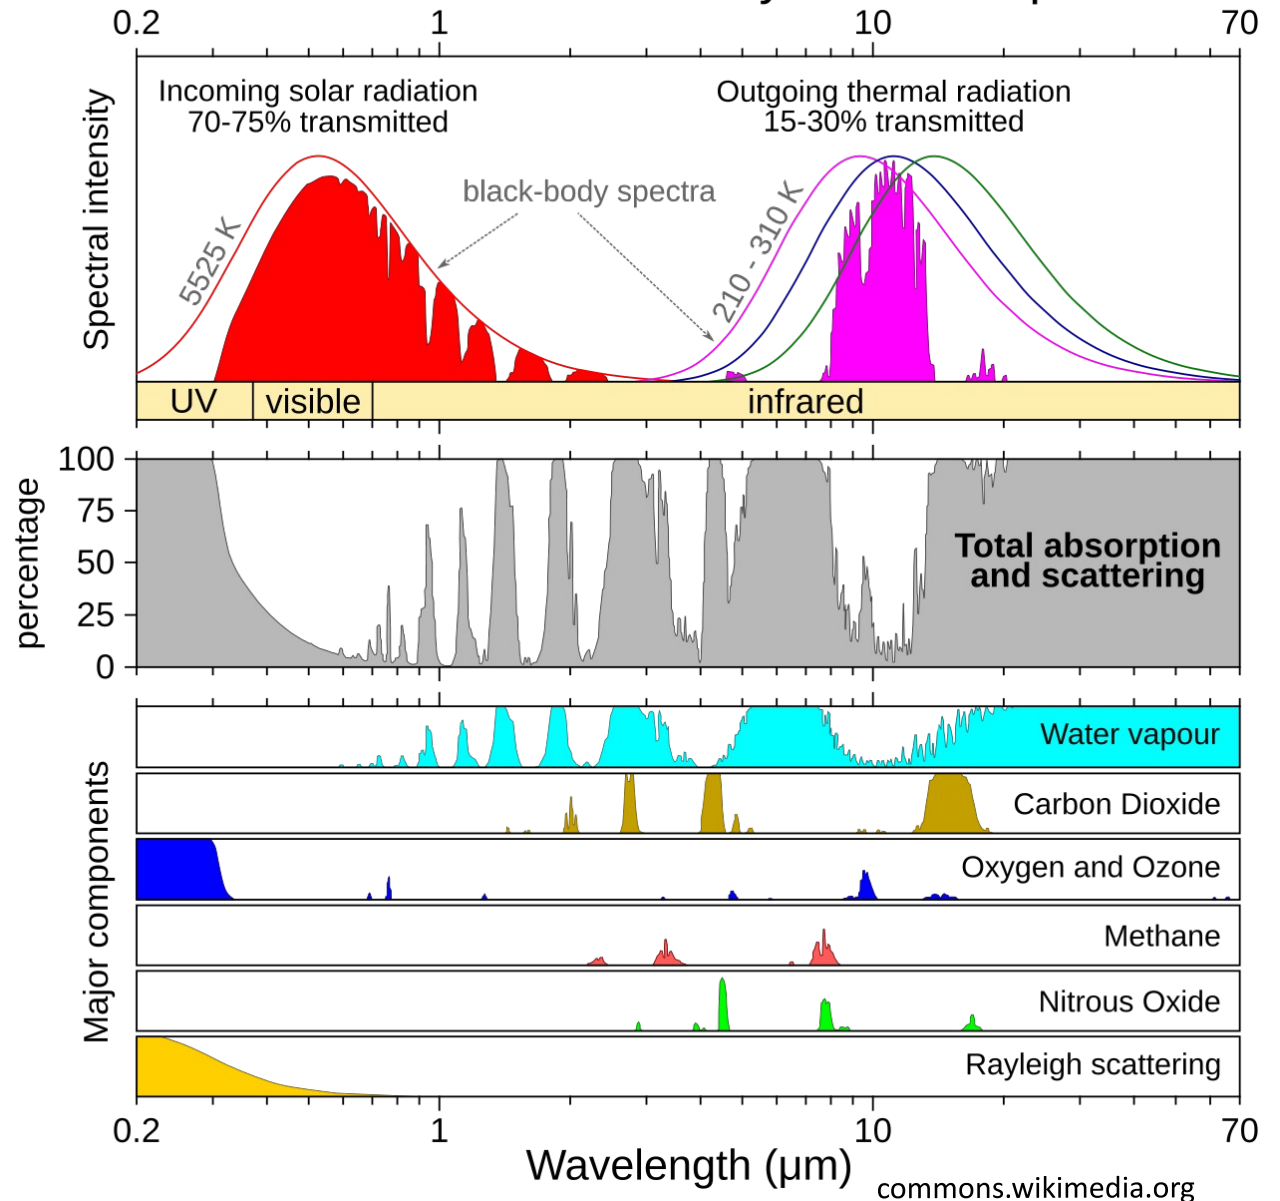 0.2 1 10 70
Incoming solar radiation
70-75% transmitted
Outgoing thermal radiation
15-30% transmitted
Spectral intensity
black-body spectra
5525 K
210 - 310 K
UV visible infrared
percentage
100
75
50
25
0
Total absorption
and scattering
Major components
Water vapour
Carbon Dioxide
Oxygen and Ozone
Methane
Nitrous Oxide
Rayleigh scattering
0.2 1 10 70
Wavelength (μm)
commons.wikimedia.org